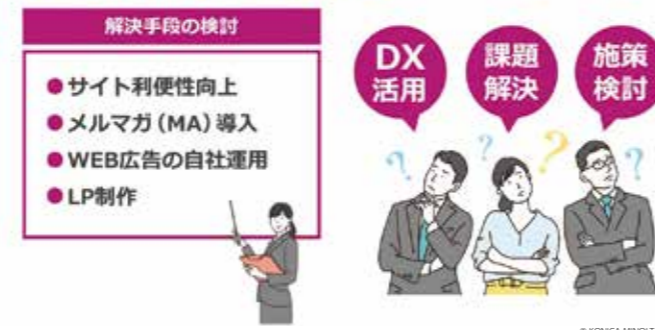 解決手段の検討
●サイト利便性向上
●メルマガ(MA)導入
●WEB広告の自社運用
●LP制作
DX
活用
課題
解決
施策
検討
?
?
?
?